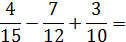 4/15 − 7/12 + 3/10 =